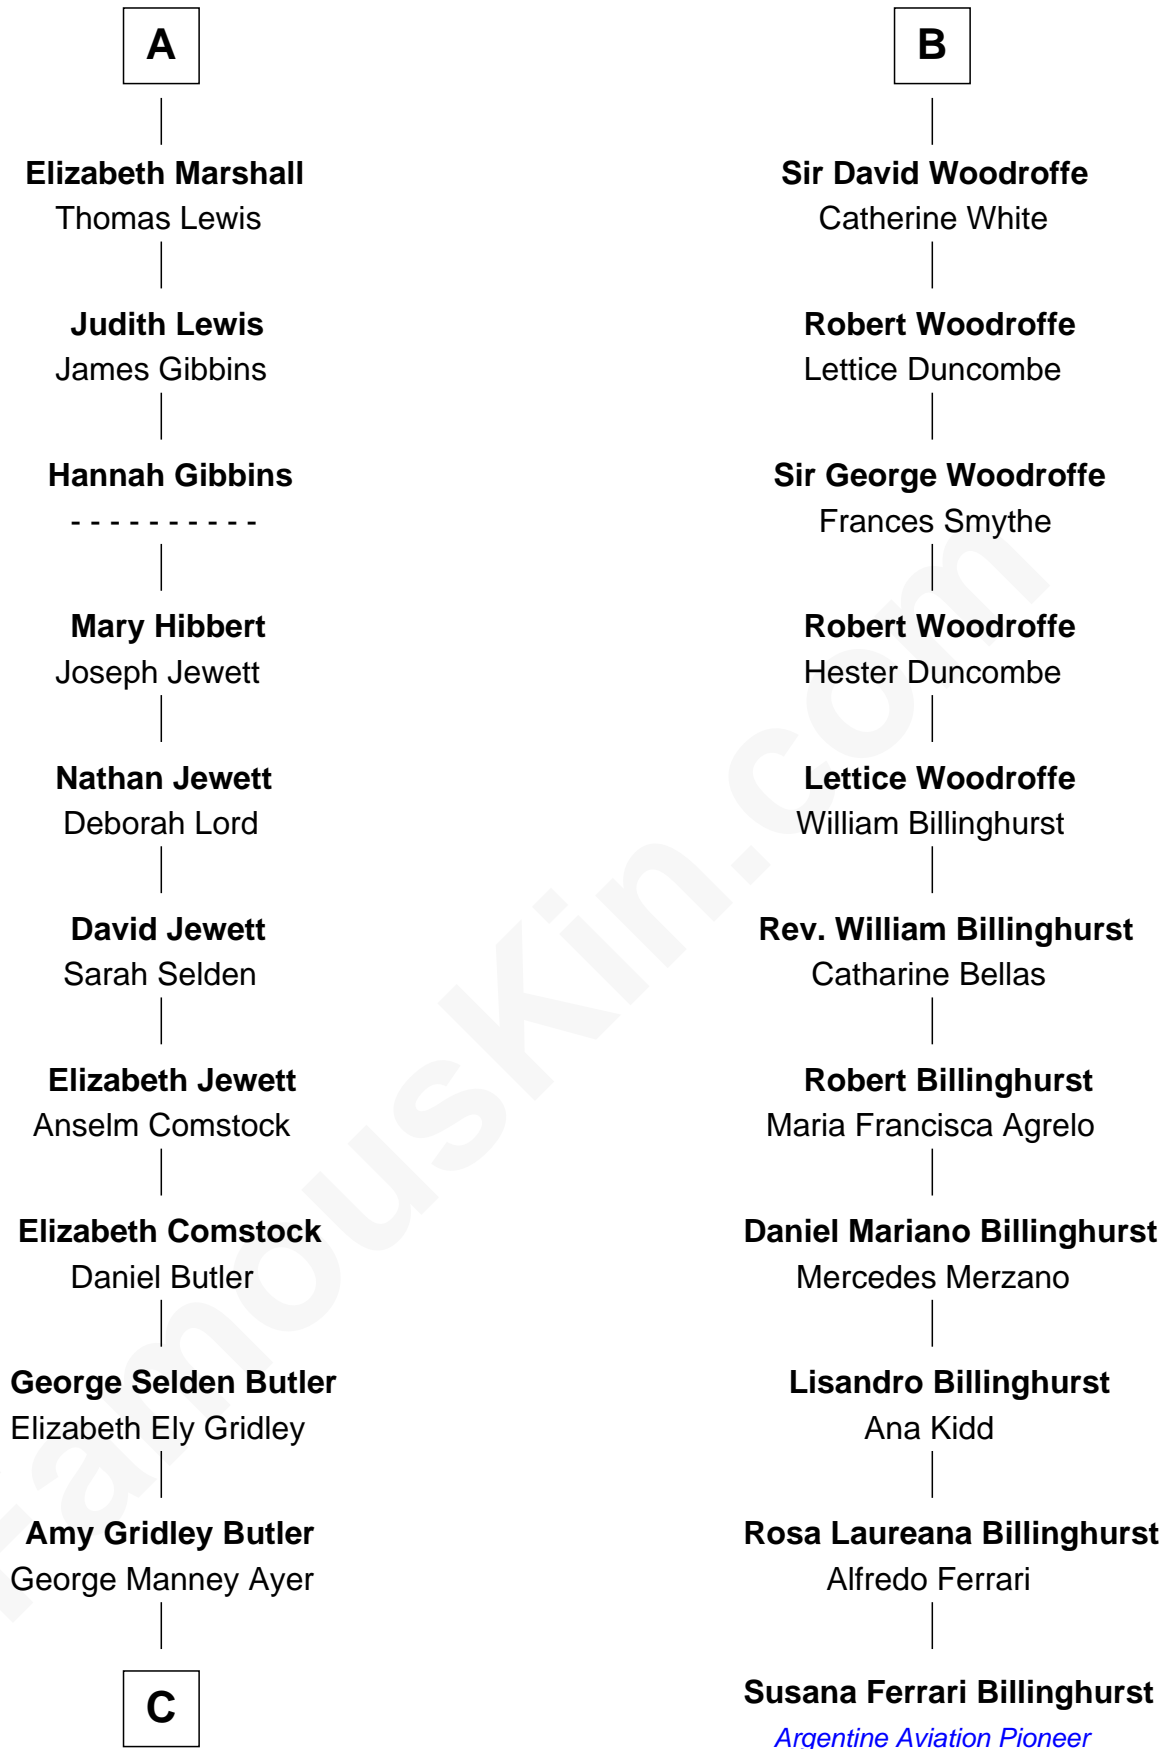 A
Elizabeth Marshall
Thomas Lewis
Judith Lewis
James Gibbins
Hannah Gibbins
- - - - - - - - - -
Mary Hibbert
Joseph Jewett
Nathan Jewett
Deborah Lord
David Jewett
Sarah Selden
Elizabeth Jewett
Anselm Comstock
Elizabeth Comstock
Daniel Butler
George Selden Butler
Elizabeth Ely Gridley
Amy Gridley Butler
George Manney Ayer
C
B
Sir David Woodroffe
Catherine White
Robert Woodroffe
Lettice Duncombe
Sir George Woodroffe
Frances Smythe
Robert Woodroffe
Hester Duncombe
Lettice Woodroffe
William Billinghurst
Rev. William Billinghurst
Catharine Bellas
Robert Billinghurst
Maria Francisca Agrelo
Daniel Mariano Billinghurst
Mercedes Merzano
Lisandro Billinghurst
Ana Kidd
Rosa Laureana Billinghurst
Alfredo Ferrari
Susana Ferrari Billinghurst
Argentine Aviation Pioneer
FamousKin.com